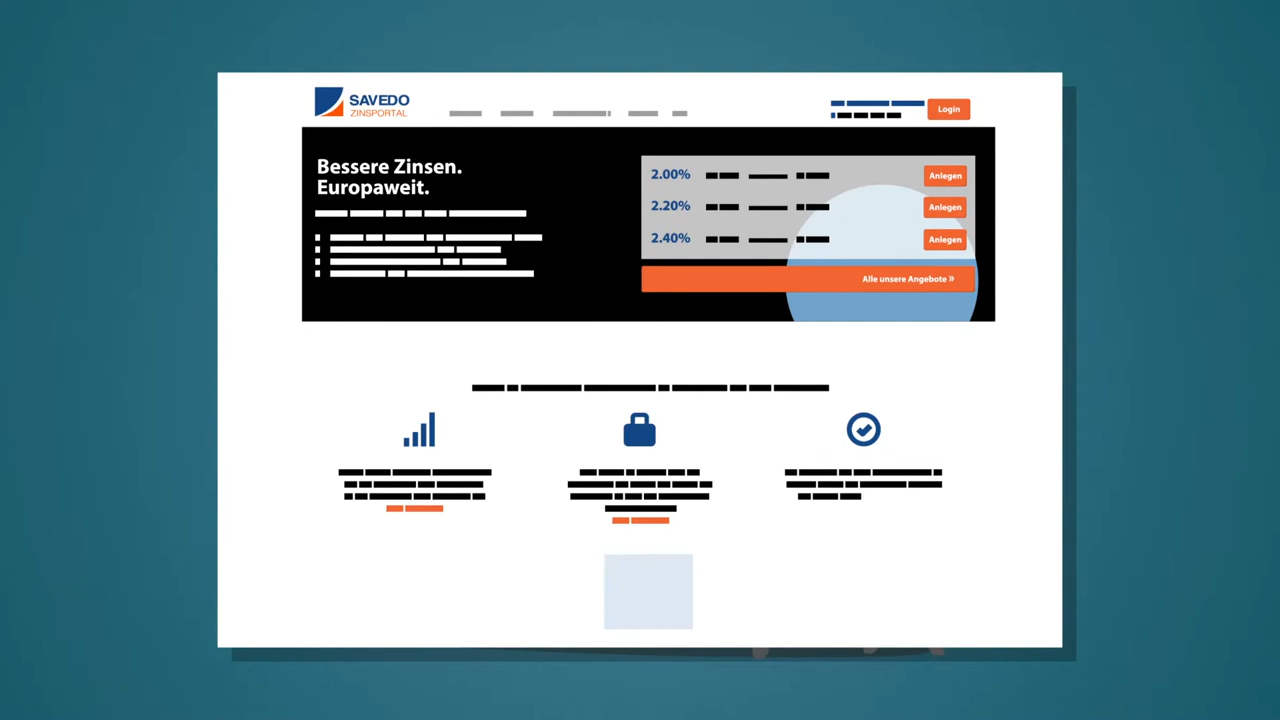 SAVEDO
ZINSPORTAL
Login
Bessere Zinsen.
Europaweit.
2.00%
Anlegen
2.20%
Anlegen
2.40%
Anlegen
Alle unsere Angebote »